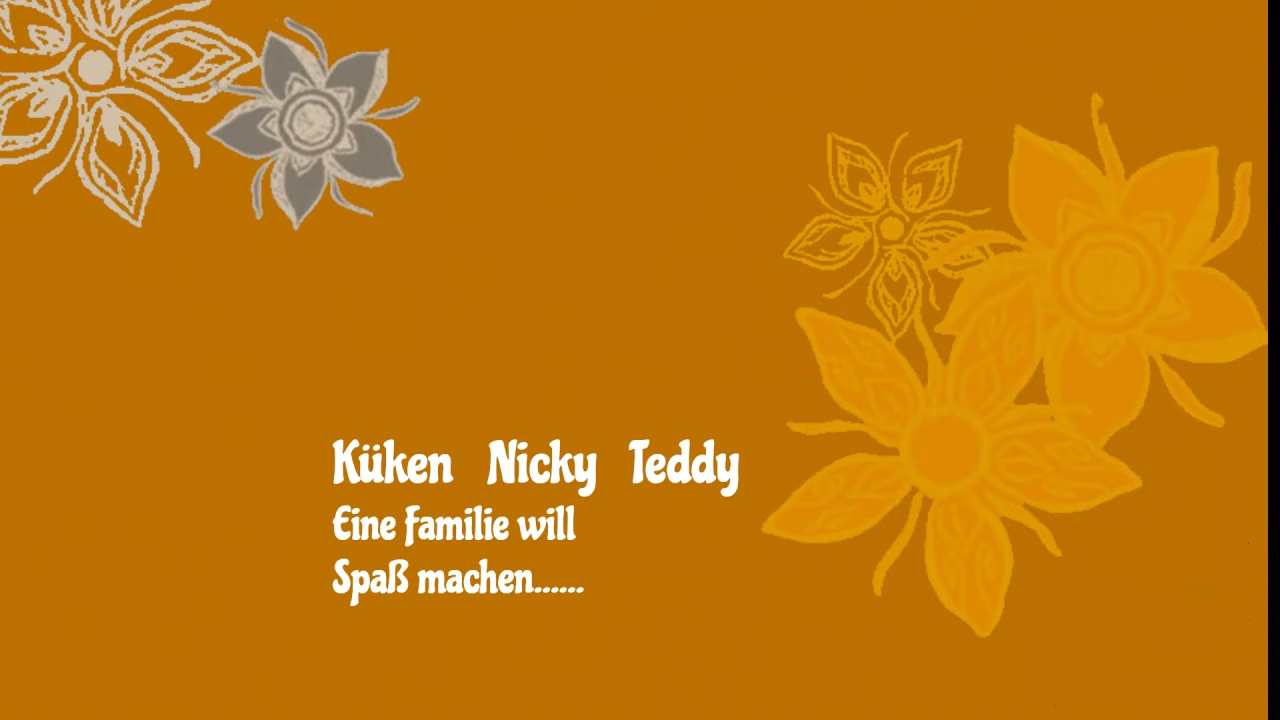 Küken Nicky Teddy
Eine Familie will
Spaß machen......